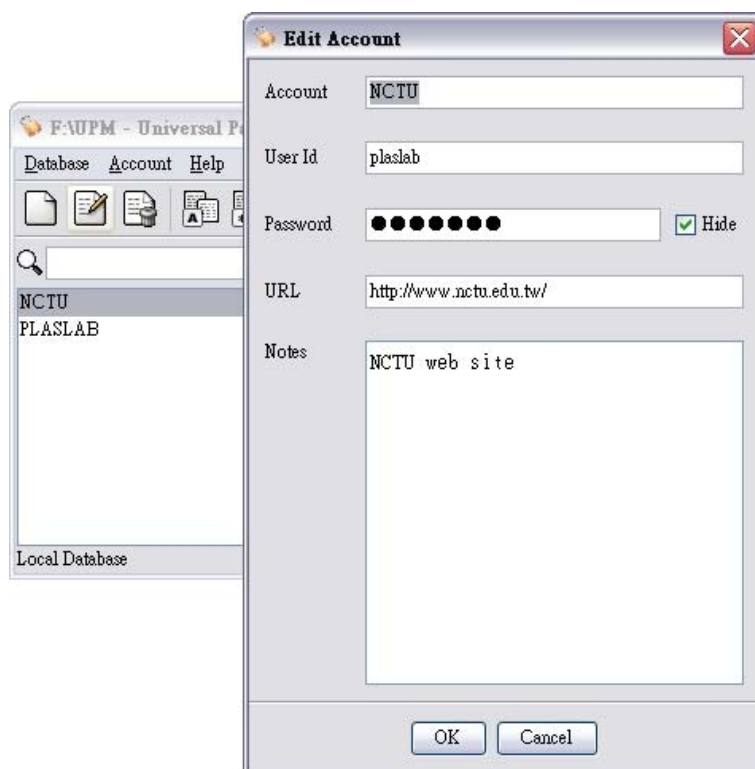 Edit Account
Account NCTU
F:\UPM - Universal
Database Account Help
User Id plaslab
A
Password ●●●●●●● Hide
URL http://www.nctu.edu.tw/
NCTU
PLASLAB
Notes
NCTU web site
Local Database
OK Cancel